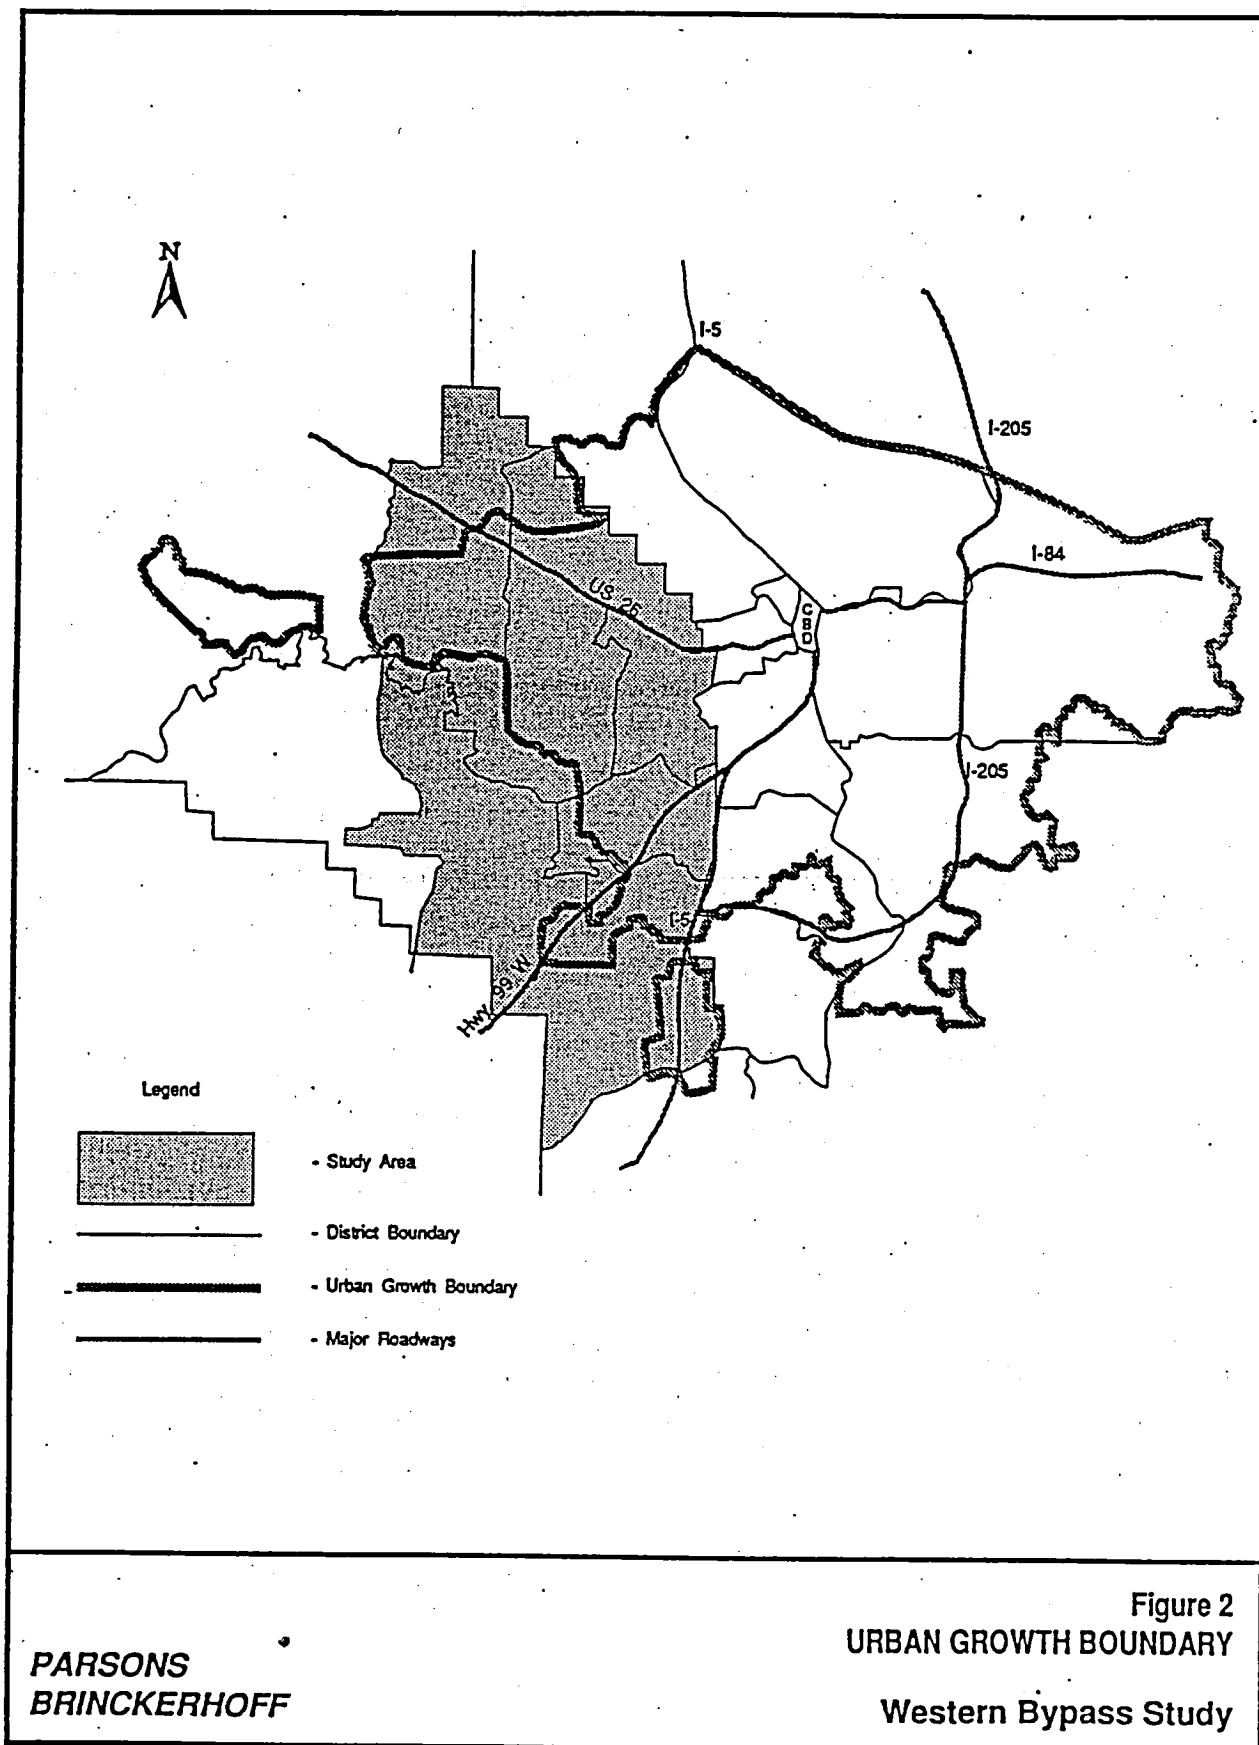 N
I-5
I-205
I-84
US 26
CBD
I-205
I-5
Hwy 99 W
Legend
- Study Area
- District Boundary
- Urban Growth Boundary
- Major Roadways
Figure 2
URBAN GROWTH BOUNDARY
PARSONS
BRINCKERHOFF
Western Bypass Study